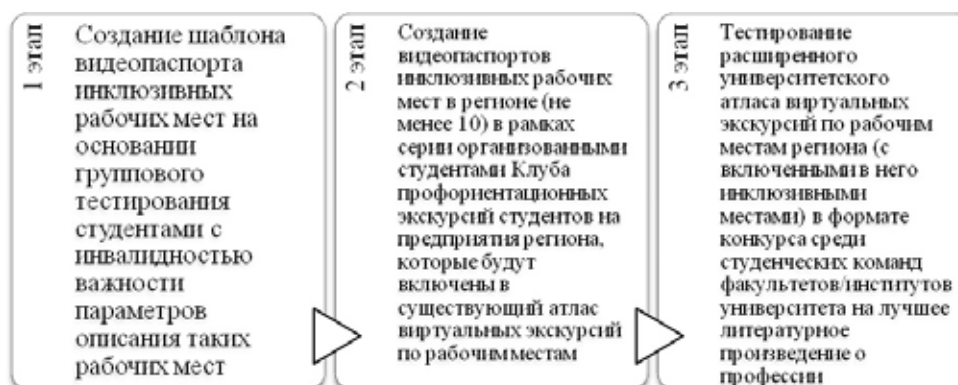 1 этап
Создание шаблона
видеопаспорта
инклюзивных
рабочих мест на
основании
группового
тестирования
студентами с
инвалидностью
важности
параметров
описания таких
рабочих мест
2 этап
Создание
видеопаспортов
инклюзивных рабочих
мест в регионе (не
менее 10) в рамках
серии организованными
студентами Клуба
профориентационных
экскурсий студентов на
предприятия региона,
которые будут
включены в
существующий атлас
виртуальных экскурсий
по рабочим местам
3 этап
Тестирование
расширенного
университетского
атласа виртуальных
экскурсий по рабочим
местам региона (с
включенными в него
инклюзивными
местами) в формате
конкурса среди
студенческих команд
факультетов/институтов
университета на лучшее
литературное
произведение о
профессии